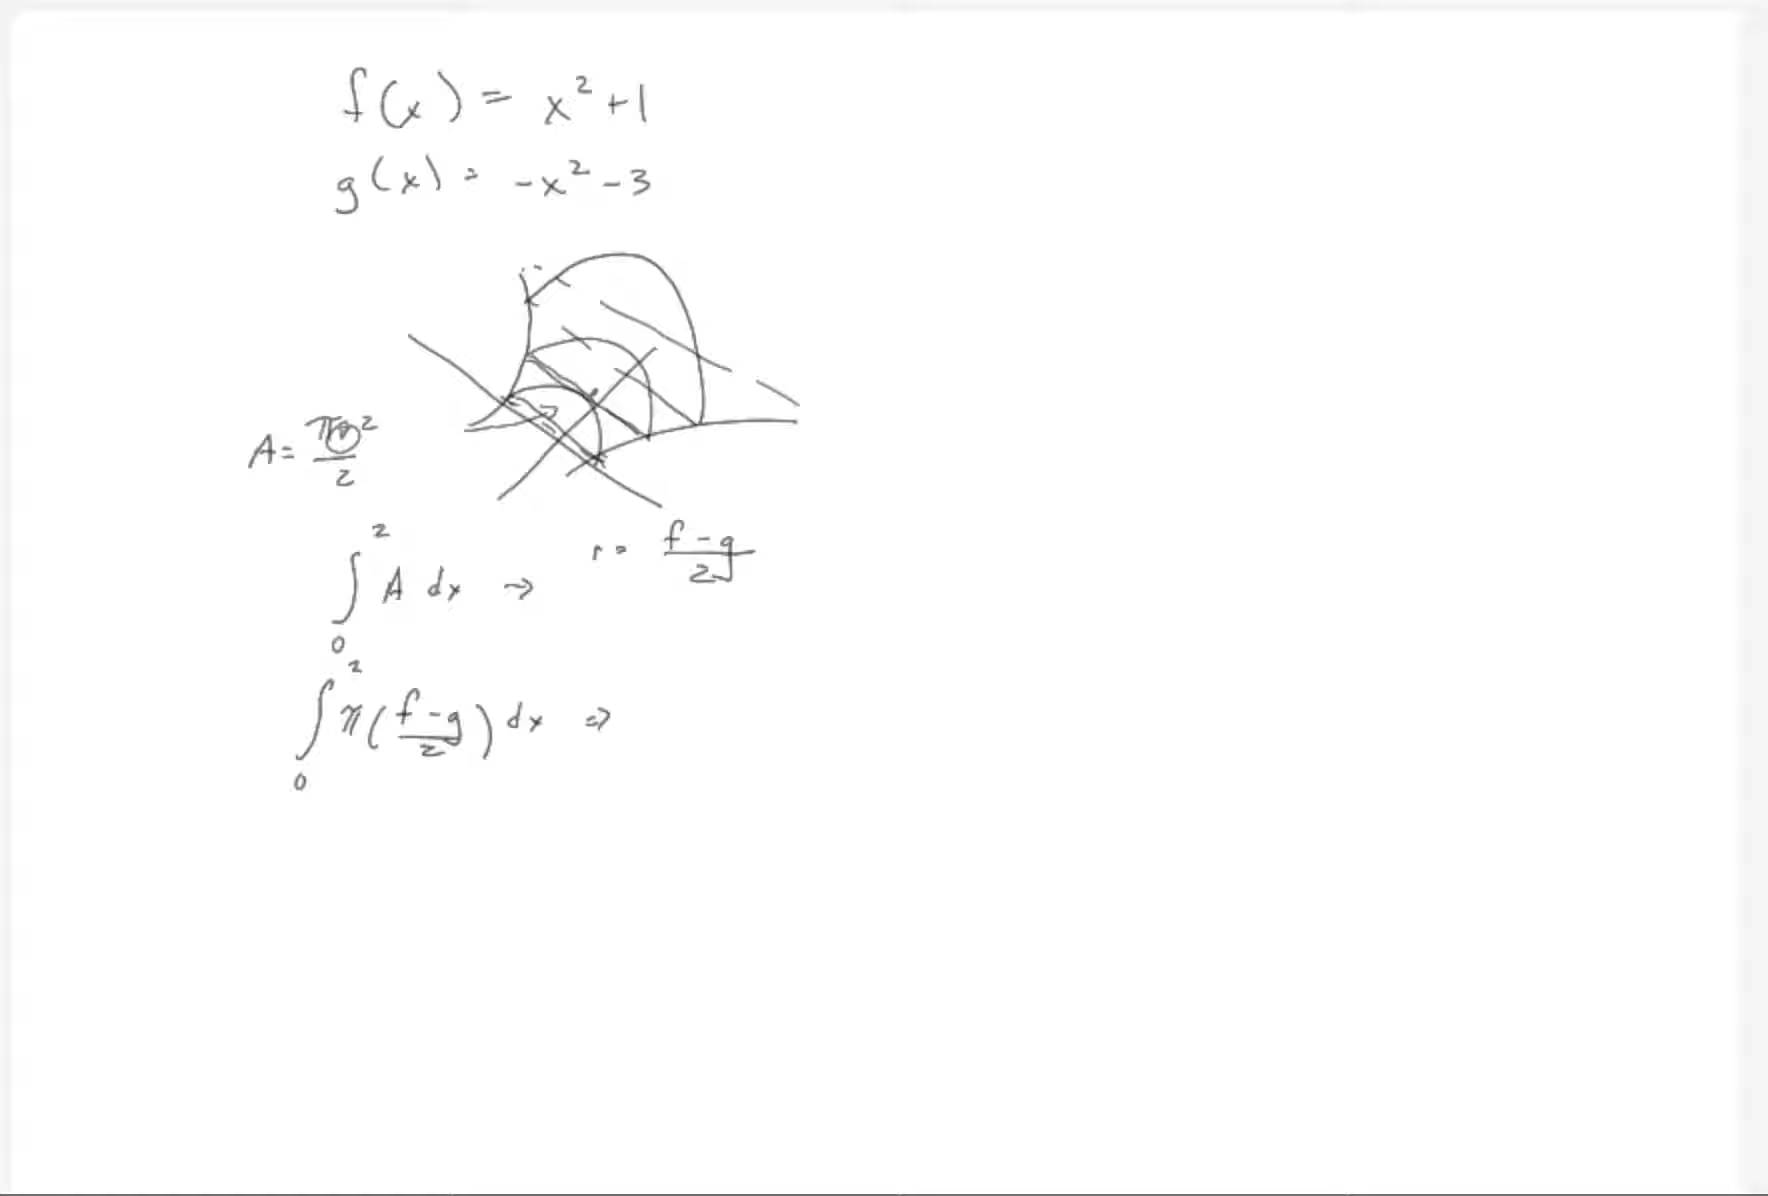 f(x) = x² + 1
g(x) = -x² - 3
A = πr²/2
∫₀² A dx ⇒ r = (f - g)/2
∫₀² π((f - g)/2) dx ⇒